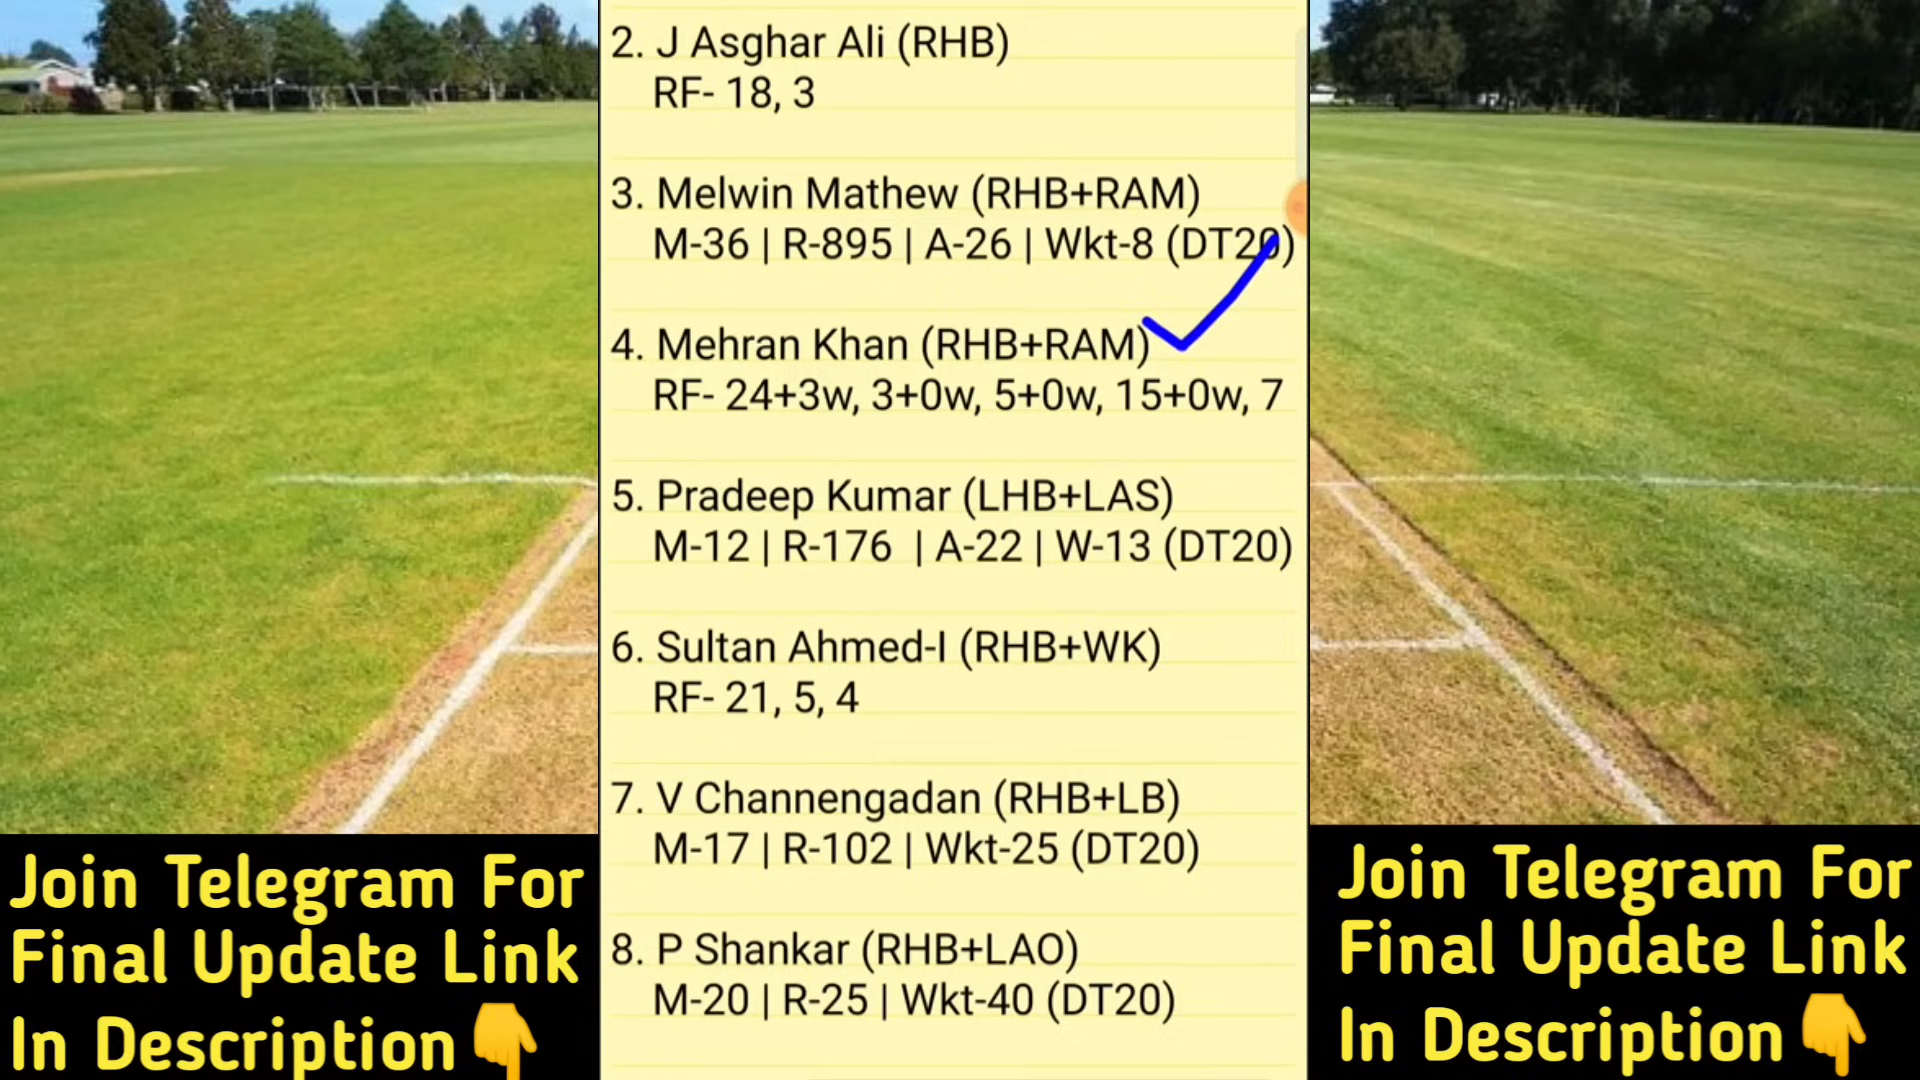 2. J Asghar Ali (RHB)
RF- 18, 3
3. Melwin Mathew (RHB+RAM)
M-36 | R-895 | A-26 | Wkt-8 (DT20)
4. Mehran Khan (RHB+RAM)
RF- 24+3w, 3+0w, 5+0w, 15+0w, 7
5. Pradeep Kumar (LHB+LAS)
M-12 | R-176 | A-22 | W-13 (DT20)
6. Sultan Ahmed-I (RHB+WK)
RF- 21, 5, 4
7. V Channengadan (RHB+LB)
M-17 | R-102 | Wkt-25 (DT20)
8. P Shankar (RHB+LAO)
M-20 | R-25 | Wkt-40 (DT20)
Join Telegram For
Final Update Link
In Description👇
Join Telegram For
Final Update Link
In Description👇